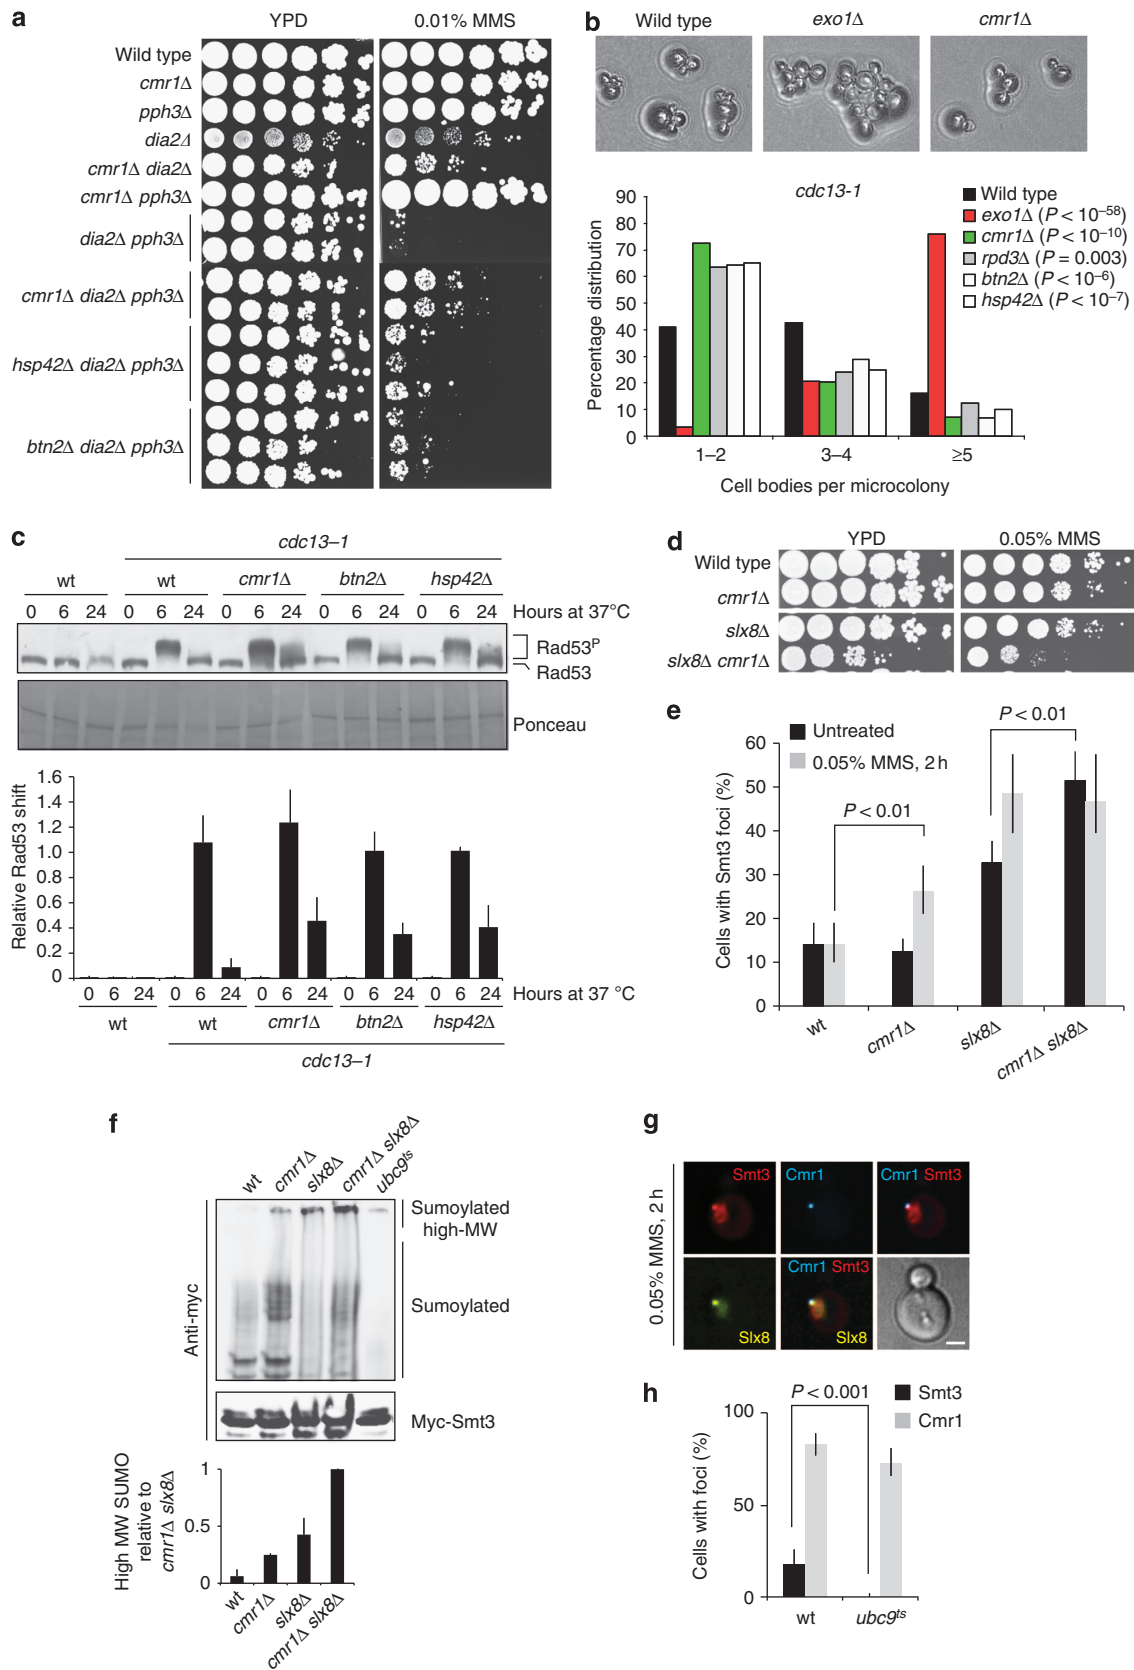 a
YPD
0.01% MMS
Wild type
cmr1Δ
pph3Δ
dia2Δ
cmr1Δ dia2Δ
cmr1Δ pph3Δ
dia2Δ pph3Δ
cmr1Δ dia2Δ pph3Δ
hsp42Δ dia2Δ pph3Δ
btn2Δ dia2Δ pph3Δ
b
Wild type
exo1Δ
cmr1Δ
cdc13-1
Wild type
exo1Δ (P < 10⁻⁵⁸)
cmr1Δ (P < 10⁻¹⁰)
rpd3Δ (P = 0.003)
btn2Δ (P < 10⁻⁶)
hsp42Δ (P < 10⁻⁷)
Percentage distribution
90
80
70
60
50
40
30
20
10
0
1–2
3–4
≥5
Cell bodies per microcolony
c
cdc13–1
wt
wt
cmr1Δ
btn2Δ
hsp42Δ
0 6 24 0 6 24 0 6 24 0 6 24 0 6 24 Hours at 37°C
Rad53ᴾ
Rad53
Ponceau
Relative Rad53 shift
1.6
1.4
1.2
1.0
0.8
0.6
0.4
0.2
0
0 6 24 0 6 24 0 6 24 0 6 24 0 6 24 Hours at 37 °C
wt
wt
cmr1Δ
btn2Δ
hsp42Δ
cdc13–1
d
YPD
0.05% MMS
Wild type
cmr1Δ
slx8Δ
slx8Δ cmr1Δ
e
P < 0.01
Untreated
0.05% MMS, 2 h
P < 0.01
Cells with Smt3 foci (%)
60
50
40
30
20
10
0
wt
cmr1Δ
slx8Δ
cmr1Δ slx8Δ
f
wt
cmr1Δ
slx8Δ
cmr1Δ slx8Δ
ubc9ᵗˢ
Anti-myc
Sumoylated
high-MW
Sumoylated
Myc-Smt3
High MW SUMO
relative to
cmr1Δ slx8Δ
1
0.5
0
wt
cmr1Δ
slx8Δ
cmr1Δ slx8Δ
g
0.05% MMS, 2 h
Smt3
Cmr1
Cmr1 Smt3
Slx8
Cmr1 Smt3
Slx8
h
P < 0.001
Smt3
Cmr1
Cells with foci (%)
100
50
0
wt
ubc9ᵗˢ